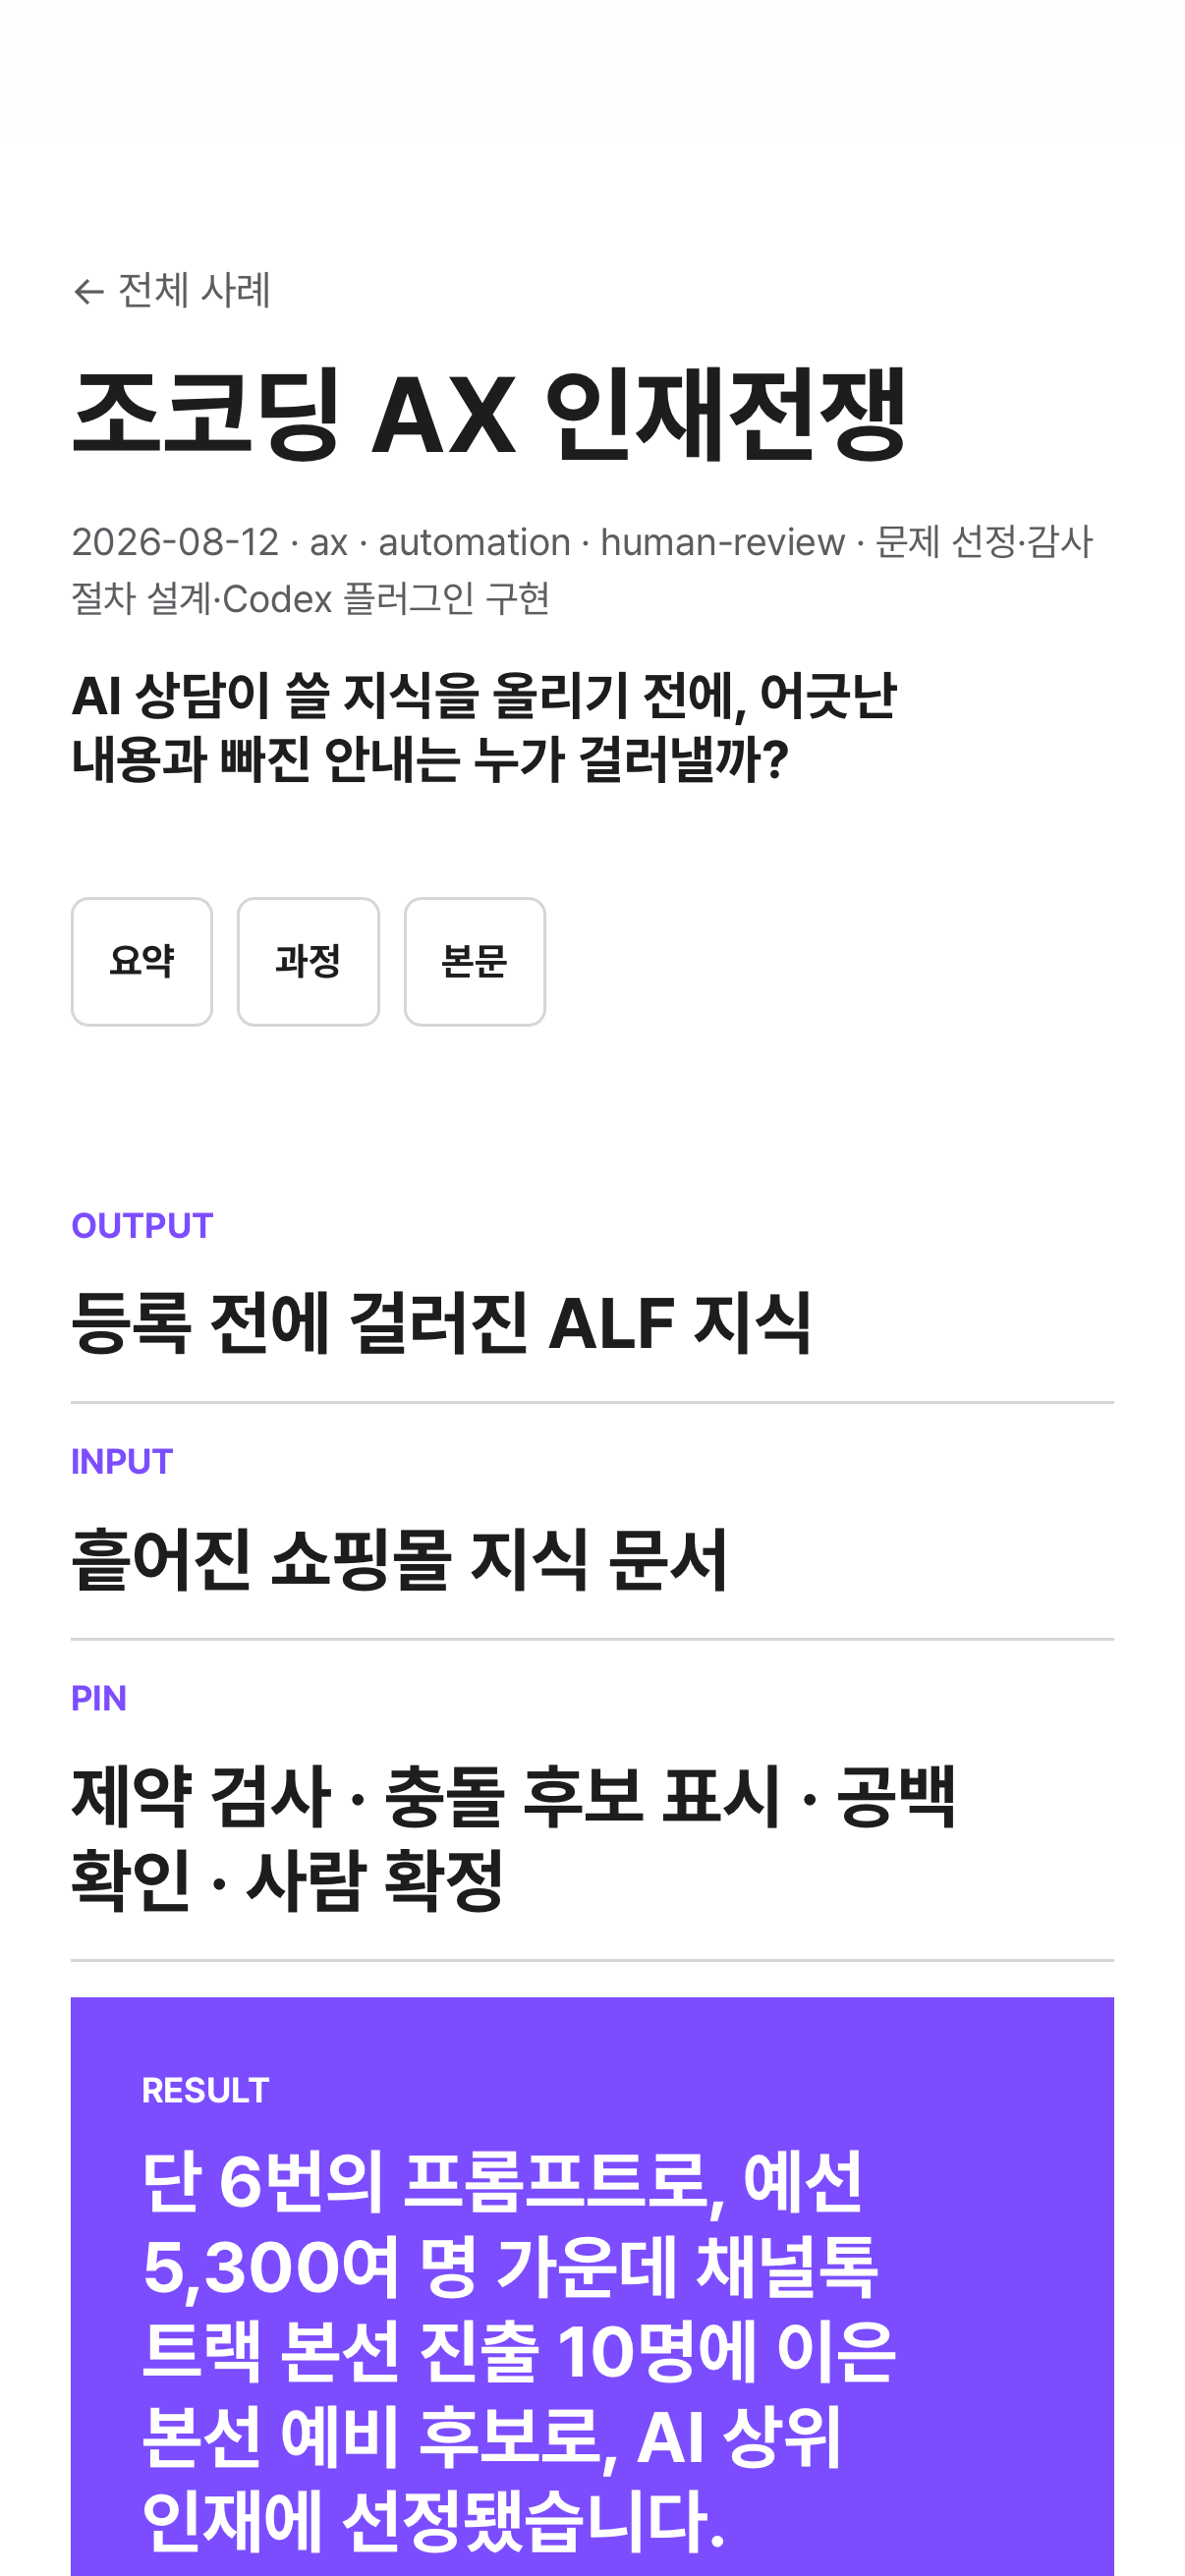 ← 전체 사례
조코딩 AX 인재전쟁
2026-08-12 · ax · automation · human-review · 문제 선정·감사
절차 설계·Codex 플러그인 구현
AI 상담이 쓸 지식을 올리기 전에, 어긋난
내용과 빠진 안내는 누가 걸러낼까?
요약 과정 본문
OUTPUT
등록 전에 걸러진 ALF 지식
INPUT
흩어진 쇼핑몰 지식 문서
PIN
제약 검사 · 충돌 후보 표시 · 공백
확인 · 사람 확정
RESULT
단 6번의 프롬프트로, 예선
5,300여 명 가운데 채널톡
트랙 본선 진출 10명에 이은
본선 예비 후보로, AI 상위
인재에 선정됐습니다.